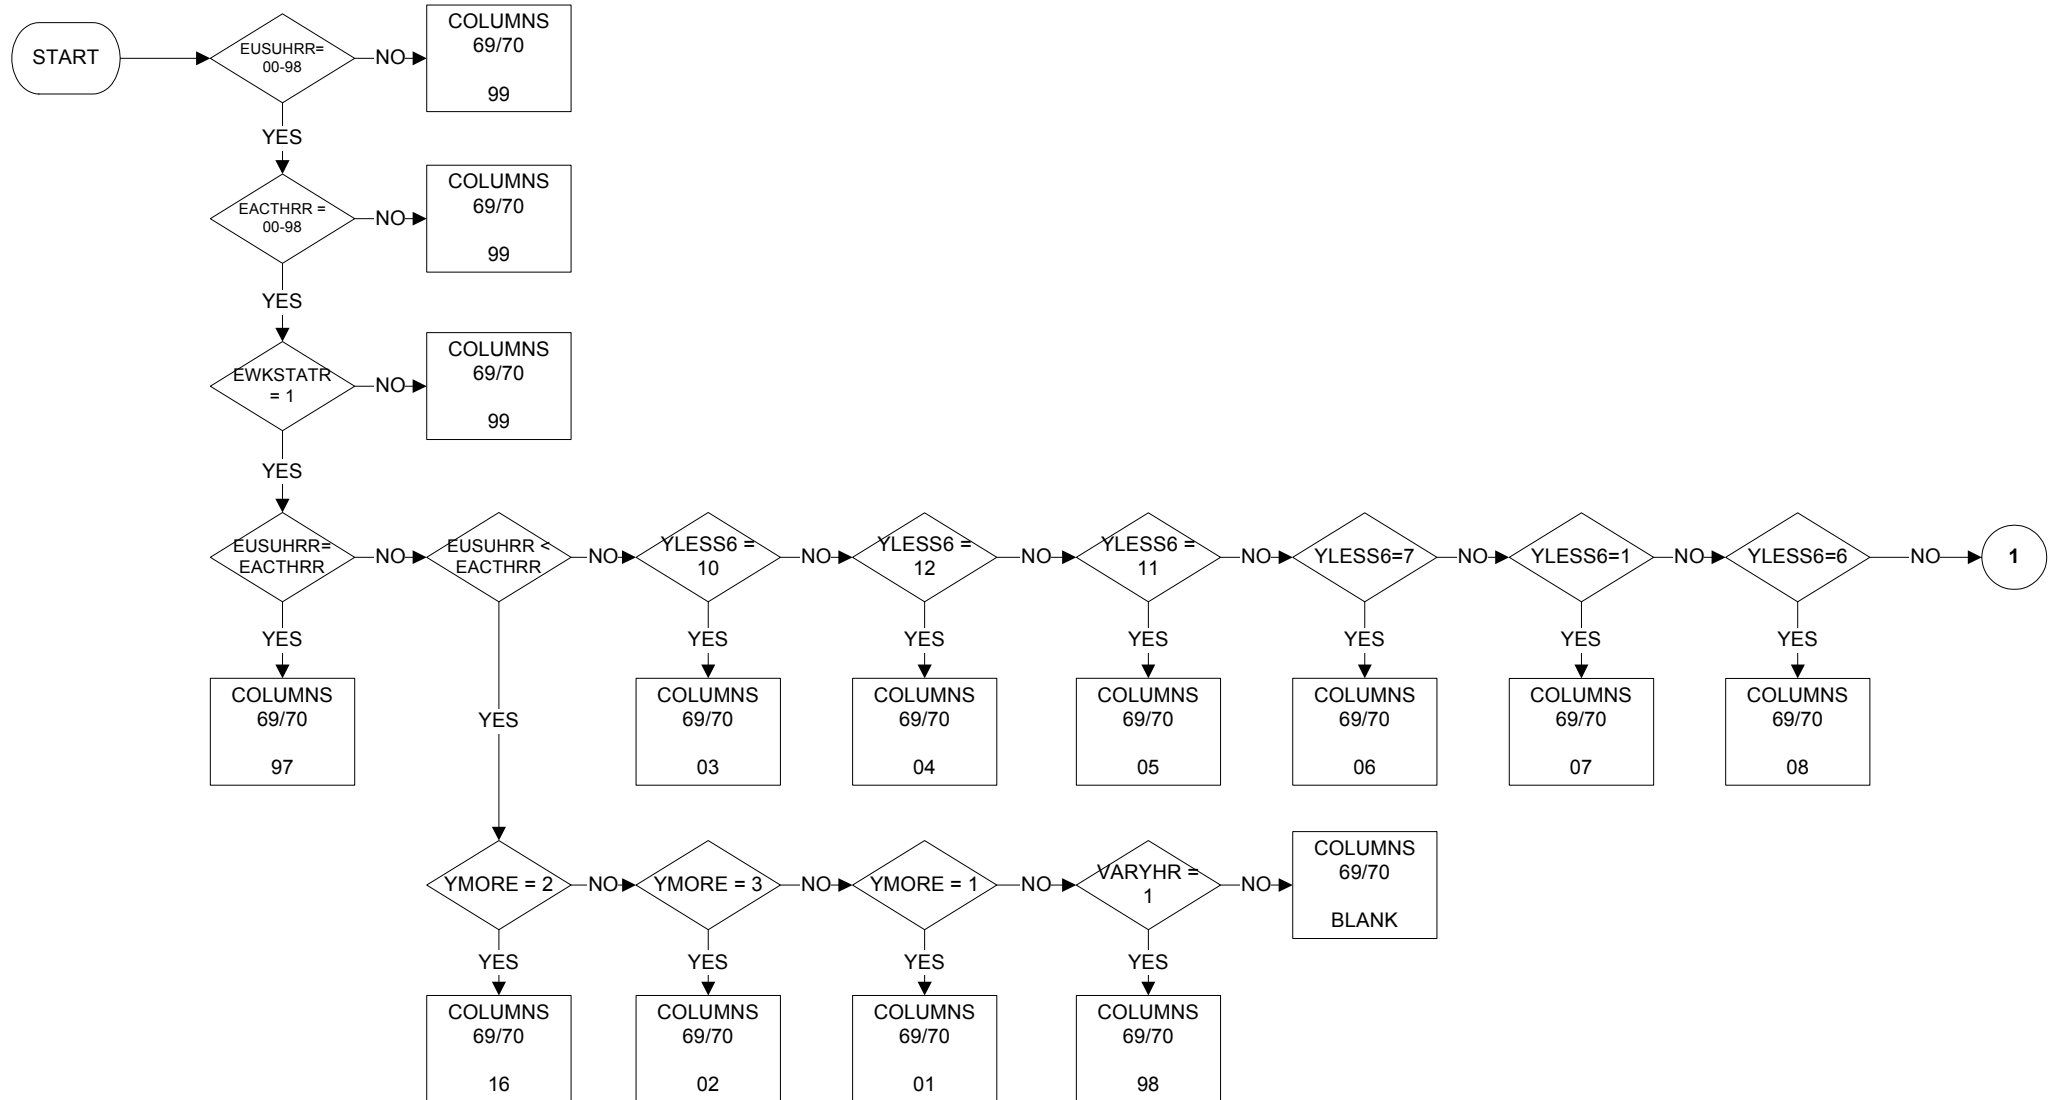 START
EUSUHRR=
00-98
NO
COLUMNS
69/70
99
YES
EACTHRR =
00-98
NO
COLUMNS
69/70
99
YES
EWKSTATR
= 1
NO
COLUMNS
69/70
99
YES
EUSUHRR=
EACTHRR
NO
EUSUHRR <
EACTHRR
NO
YLESS6 =
10
NO
YLESS6 =
12
NO
YLESS6 =
11
NO
YLESS6=7
NO
YLESS6=1
NO
YLESS6=6
NO
1
YES
COLUMNS
69/70
97
YES
YES
COLUMNS
69/70
03
YES
COLUMNS
69/70
04
YES
COLUMNS
69/70
05
YES
COLUMNS
69/70
06
YES
COLUMNS
69/70
07
YES
COLUMNS
69/70
08
YMORE = 2
NO
YMORE = 3
NO
YMORE = 1
NO
VARYHR =
1
NO
COLUMNS
69/70
BLANK
YES
COLUMNS
69/70
16
YES
COLUMNS
69/70
02
YES
COLUMNS
69/70
01
YES
COLUMNS
69/70
98